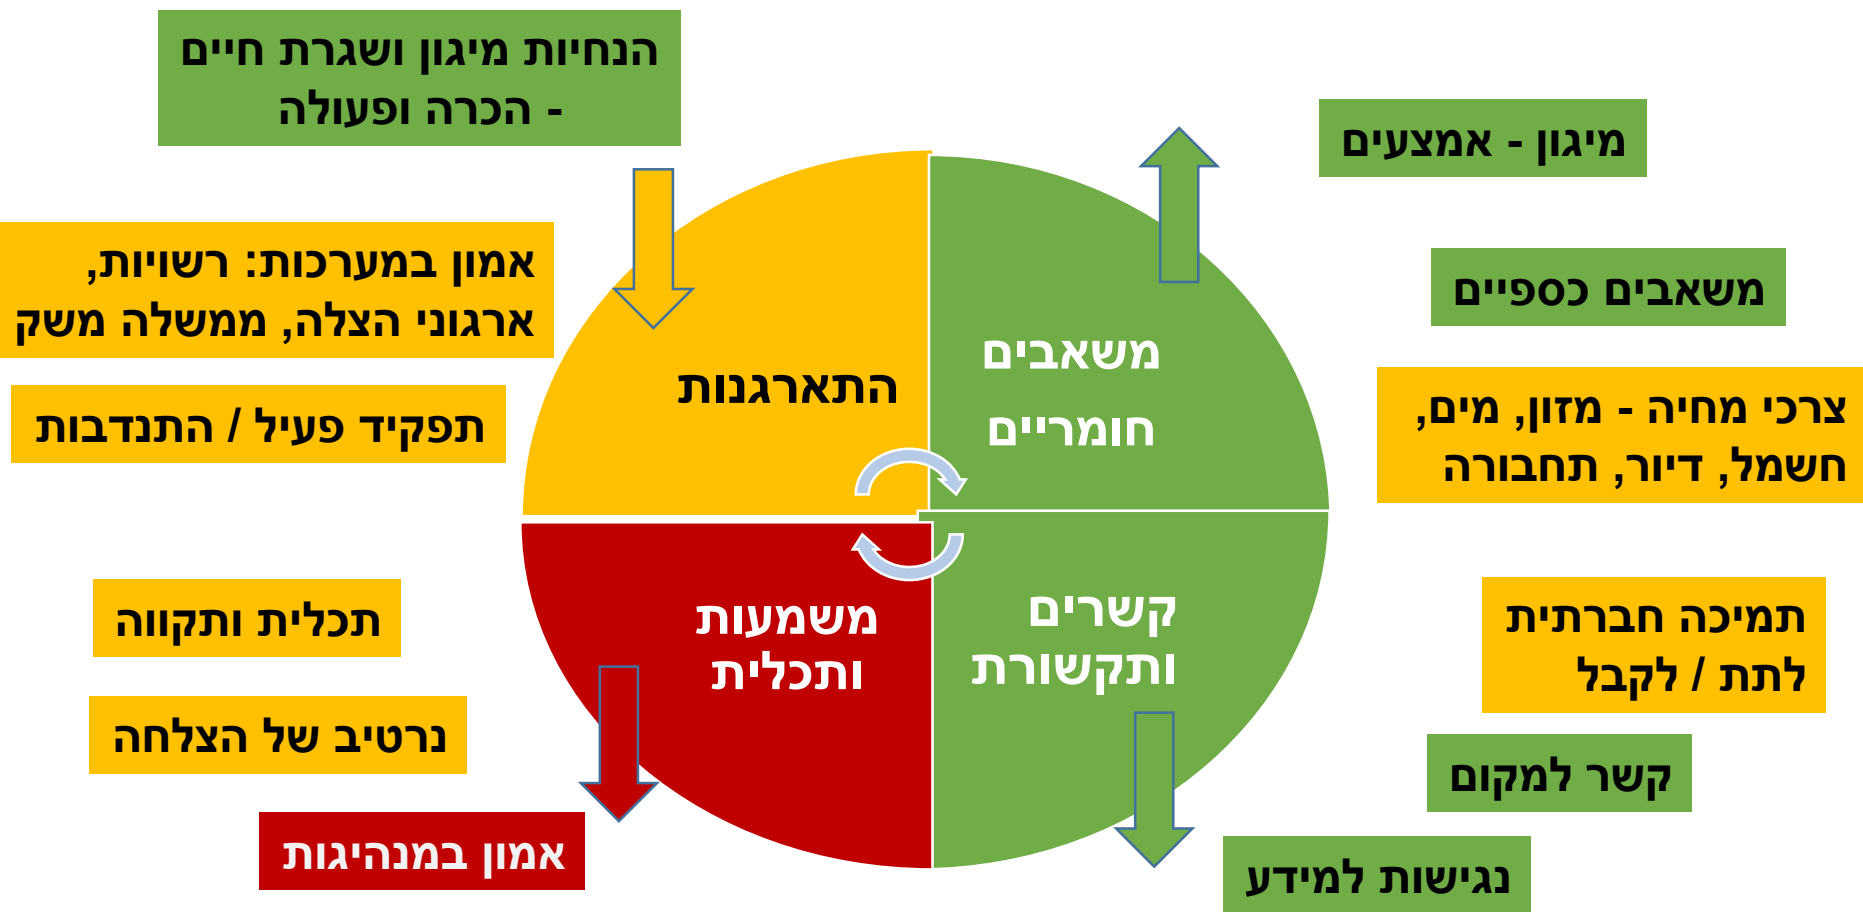 הנחיות מיגון ושגרת חיים
- הכרה ופעולה
מיגון - אמצעים
אמון במערכות: רשויות,
ארגוני הצלה, ממשלה משק
משאבים כספיים
משאבים
חומריים
התארגנות
תפקיד פעיל / התנדבות
צרכי מחיה - מזון, מים,
חשמל, דיור, תחבורה
תכלית ותקווה
משמעות
ותכלית
קשרים
ותקשורת
תמיכה חברתית
לתת / לקבל
נרטיב של הצלחה
קשר למקום
אמון במנהיגות
נגישות למידע